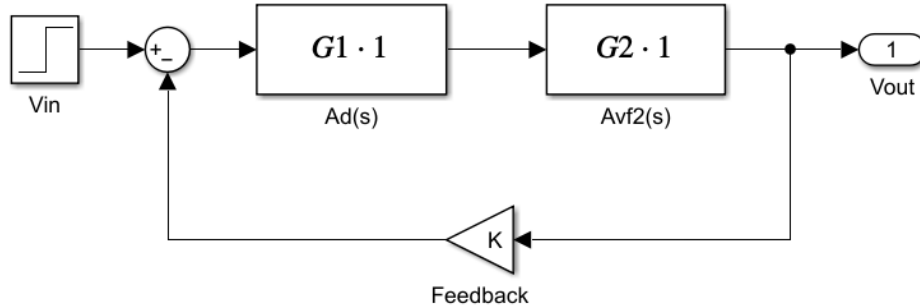 +
−
G1 · 1
G2 · 1
1
Vin
Ad(s)
Avf2(s)
Vout
K
Feedback